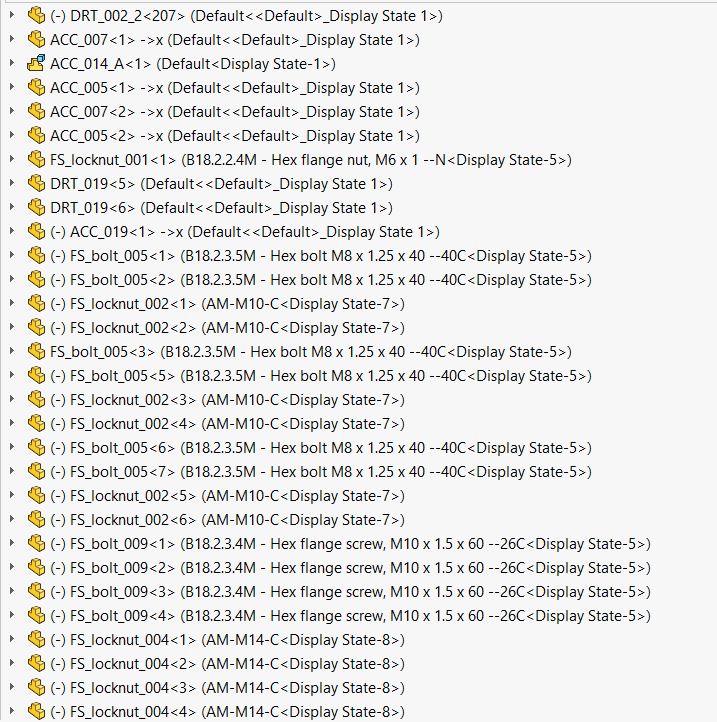 (-) DRT_002_2<207> (Default<<Default>_Display State 1>)
ACC_007<1> ->x (Default<<Default>_Display State 1>)
ACC_014_A<1> (Default<Display State-1>)
ACC_005<1> ->x (Default<<Default>_Display State 1>)
ACC_007<2> ->x (Default<<Default>_Display State 1>)
ACC_005<2> ->x (Default<<Default>_Display State 1>)
FS_locknut_001<1> (B18.2.2.4M - Hex flange nut, M6 x 1 --N<Display State-5>)
DRT_019<5> (Default<<Default>_Display State 1>)
DRT_019<6> (Default<<Default>_Display State 1>)
(-) ACC_019<1> ->x (Default<<Default>_Display State 1>)
(-) FS_bolt_005<1> (B18.2.3.5M - Hex bolt M8 x 1.25 x 40 --40C<Display State-5>)
(-) FS_bolt_005<2> (B18.2.3.5M - Hex bolt M8 x 1.25 x 40 --40C<Display State-5>)
(-) FS_locknut_002<1> (AM-M10-C<Display State-7>)
(-) FS_locknut_002<2> (AM-M10-C<Display State-7>)
FS_bolt_005<3> (B18.2.3.5M - Hex bolt M8 x 1.25 x 40 --40C<Display State-5>)
(-) FS_bolt_005<5> (B18.2.3.5M - Hex bolt M8 x 1.25 x 40 --40C<Display State-5>)
(-) FS_locknut_002<3> (AM-M10-C<Display State-7>)
(-) FS_locknut_002<4> (AM-M10-C<Display State-7>)
(-) FS_bolt_005<6> (B18.2.3.5M - Hex bolt M8 x 1.25 x 40 --40C<Display State-5>)
(-) FS_bolt_005<7> (B18.2.3.5M - Hex bolt M8 x 1.25 x 40 --40C<Display State-5>)
(-) FS_locknut_002<5> (AM-M10-C<Display State-7>)
(-) FS_locknut_002<6> (AM-M10-C<Display State-7>)
(-) FS_bolt_009<1> (B18.2.3.4M - Hex flange screw, M10 x 1.5 x 60 --26C<Display State-5>)
(-) FS_bolt_009<2> (B18.2.3.4M - Hex flange screw, M10 x 1.5 x 60 --26C<Display State-5>)
(-) FS_bolt_009<3> (B18.2.3.4M - Hex flange screw, M10 x 1.5 x 60 --26C<Display State-5>)
(-) FS_bolt_009<4> (B18.2.3.4M - Hex flange screw, M10 x 1.5 x 60 --26C<Display State-5>)
(-) FS_locknut_004<1> (AM-M14-C<Display State-8>)
(-) FS_locknut_004<2> (AM-M14-C<Display State-8>)
(-) FS_locknut_004<3> (AM-M14-C<Display State-8>)
(-) FS_locknut_004<4> (AM-M14-C<Display State-8>)